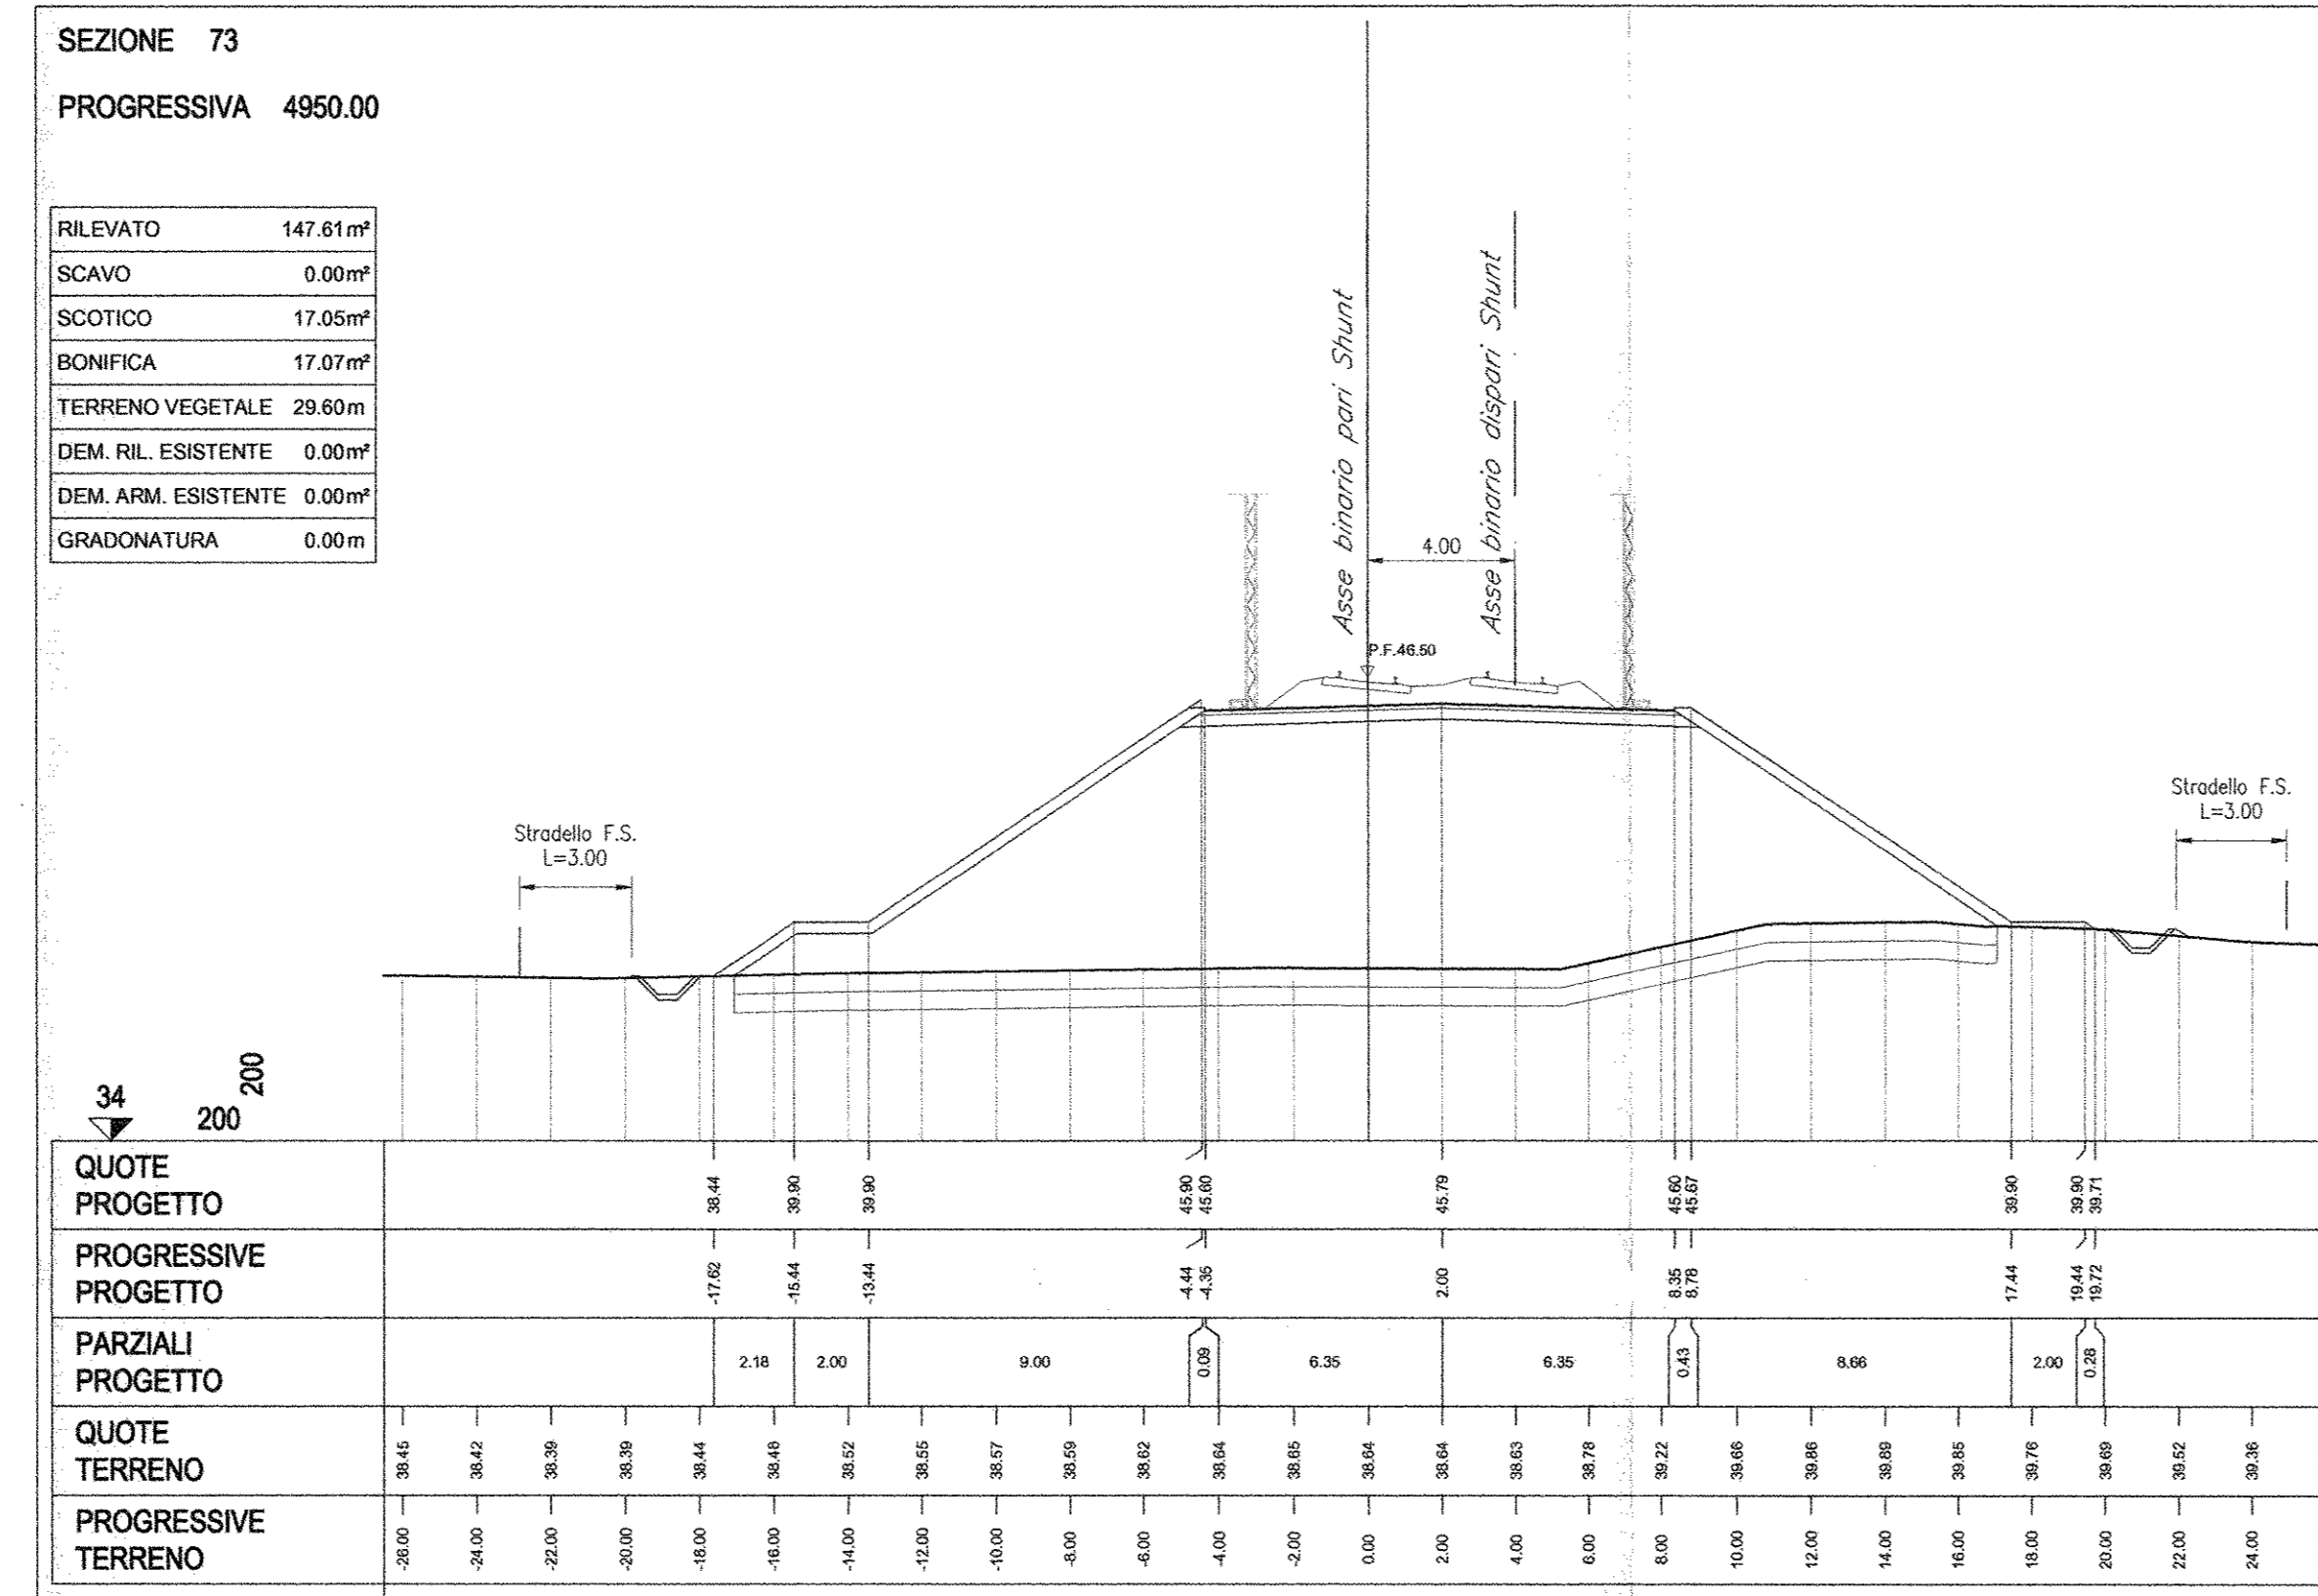 SEZIONE 73
PROGRESSIVA 4950.00
RILEVATO 147.61m²
SCAVO 0.00m²
SCOTICO 17.05m²
BONIFICA 17.07m²
TERRENO VEGETALE 29.60m
DEM. RIL. ESISTENTE 0.00m²
DEM. ARM. ESISTENTE 0.00m²
GRADONATURA 0.00m
Asse binario pari Shunt
Asse binario dispari Shunt
4.00
P.F.46.50
Stradello F.S.
L=3.00
Stradello F.S.
L=3.00
34
200
200
QUOTE
PROGETTO
38.44 39.90 39.90 45.90 45.60 45.79 45.60 45.67 39.90 39.90 39.71
PROGRESSIVE
PROGETTO
-17.62 -15.44 -13.44 -4.44 -4.35 2.00 8.35 8.78 17.44 19.44 19.72
PARZIALI
PROGETTO
2.18 2.00 9.00 0.09 6.35 6.35 0.43 8.66 2.00 0.28
QUOTE
TERRENO
38.45 38.42 38.39 38.39 38.44 38.48 38.52 38.55 38.57 38.59 38.62 38.64 38.65 38.64 38.64 38.63 38.78 39.22 39.66 39.86 39.89 39.85 39.76 39.69 39.52 39.36
PROGRESSIVE
TERRENO
-26.00 -24.00 -22.00 -20.00 -18.00 -16.00 -14.00 -12.00 -10.00 -8.00 -6.00 -4.00 -2.00 0.00 2.00 4.00 6.00 8.00 10.00 12.00 14.00 16.00 18.00 20.00 22.00 24.00